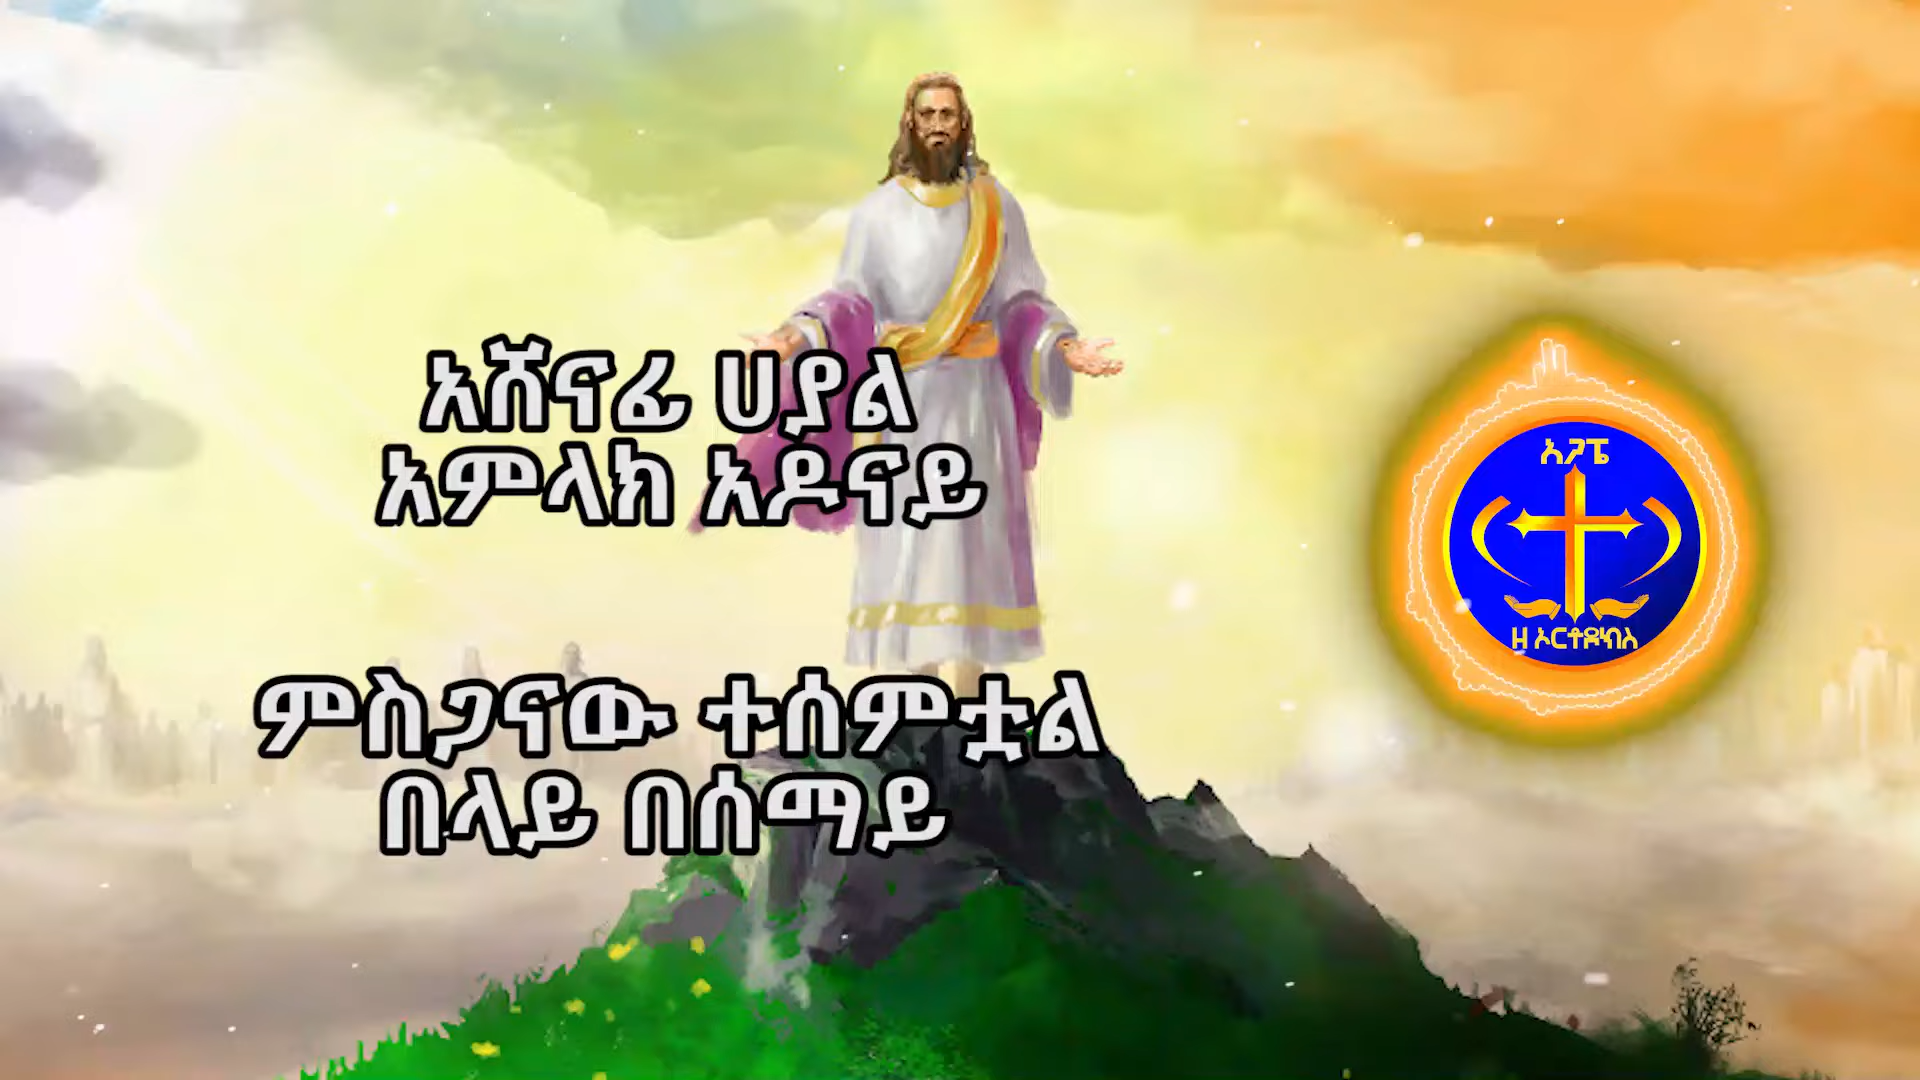 አሸናፊ ሀያል
አምላክ አዶናይ
ምስጋናው ተሰምቷል
በላይ በሰማይ
አጋፔ
ዘ ኦርቶዶክስ